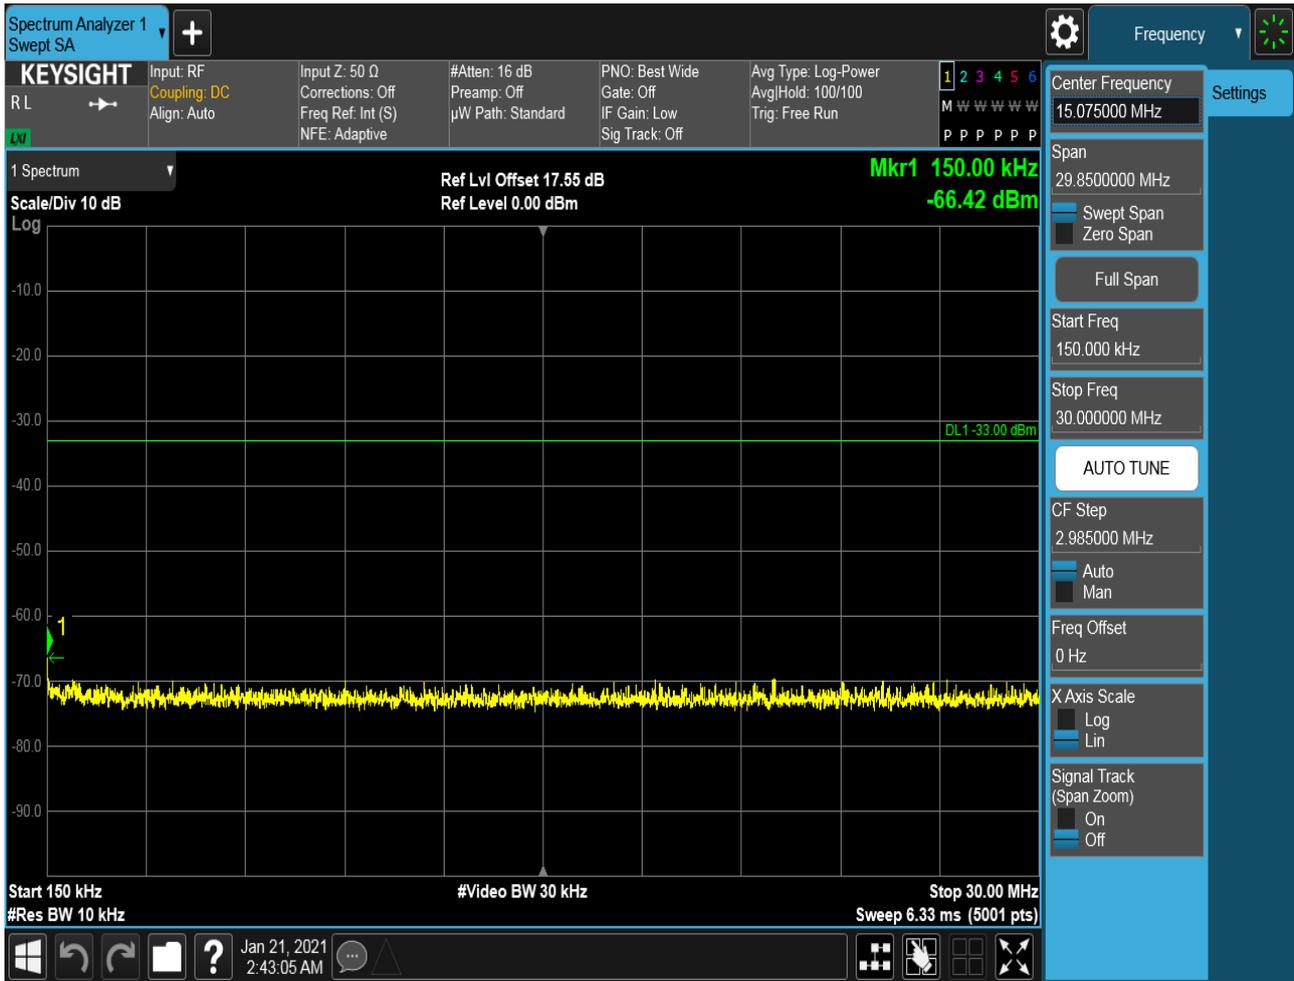 Spectrum Analyzer 1
Swept SA
Frequency
KEYSIGHT
R L
LXI
Input: RF
Coupling: DC
Align: Auto
Input Z: 50 Ω
Corrections: Off
Freq Ref: Int (S)
NFE: Adaptive
#Atten: 16 dB
Preamp: Off
µW Path: Standard
PNO: Best Wide
Gate: Off
IF Gain: Low
Sig Track: Off
Avg Type: Log-Power
Avg|Hold: 100/100
Trig: Free Run
1 2 3 4 5 6
M W W W W W
P P P P P P
1 Spectrum
Scale/Div 10 dB
Log
Ref Lvl Offset 17.55 dB
Ref Level 0.00 dBm
Mkr1 150.00 kHz
-66.42 dBm
-10.0
-20.0
-30.0
DL1 -33.00 dBm
-40.0
-50.0
-60.0
1
-70.0
-80.0
-90.0
Start 150 kHz
#Video BW 30 kHz
Stop 30.00 MHz
#Res BW 10 kHz
Sweep 6.33 ms (5001 pts)
?
Jan 21, 2021
2:43:05 AM
Center Frequency
15.075000 MHz
Settings
Span
29.8500000 MHz
Swept Span
Zero Span
Full Span
Start Freq
150.000 kHz
Stop Freq
30.000000 MHz
AUTO TUNE
CF Step
2.985000 MHz
Auto
Man
Freq Offset
0 Hz
X Axis Scale
Log
Lin
Signal Track
(Span Zoom)
On
Off